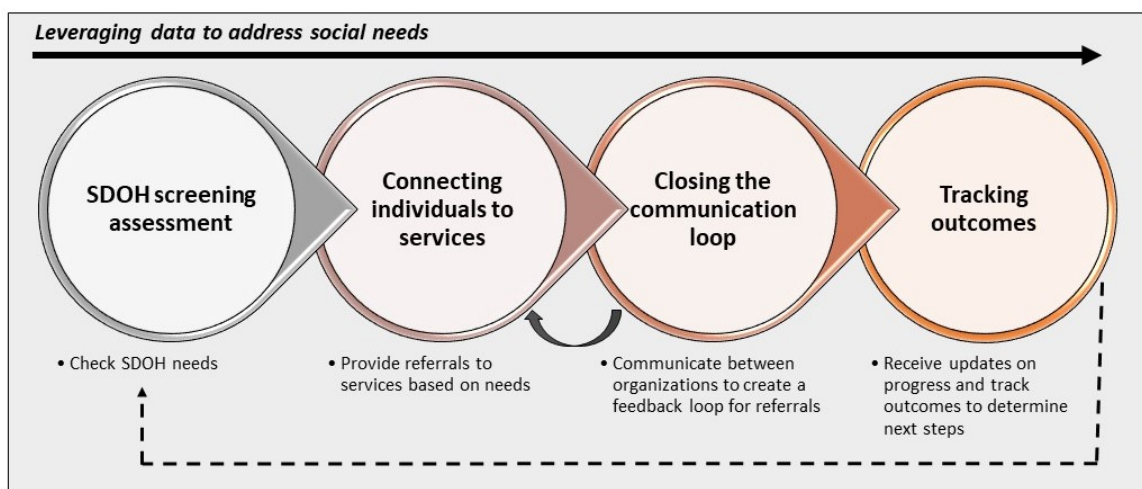 Leveraging data to address social needs
SDOH screening
assessment
Connecting
individuals to
services
Closing the
communication
loop
Tracking
outcomes
• Check SDOH needs
• Provide referrals to
services based on needs
• Communicate between
organizations to create a
feedback loop for referrals
• Receive updates on
progress and track
outcomes to determine
next steps